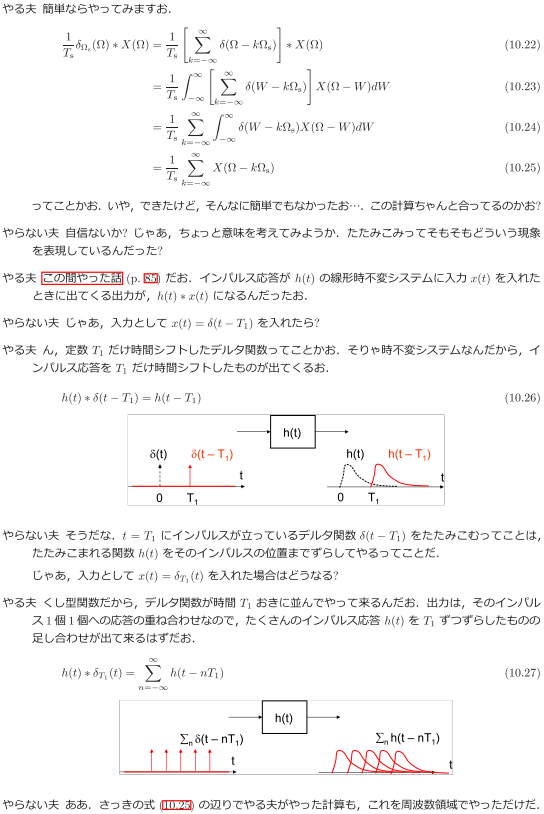 やる夫 簡単ならやってみますお．
1/T_s δ_{Ω_s}(Ω) ∗ X(Ω) = 1/T_s [∑_{k=−∞}^{∞} δ(Ω − kΩ_s)] ∗ X(Ω) (10.22)
= 1/T_s ∫_{−∞}^{∞} [∑_{k=−∞}^{∞} δ(W − kΩ_s)] X(Ω − W)dW (10.23)
= 1/T_s ∑_{k=−∞}^{∞} ∫_{−∞}^{∞} δ(W − kΩ_s)X(Ω − W)dW (10.24)
= 1/T_s ∑_{k=−∞}^{∞} X(Ω − kΩ_s) (10.25)
ってことかお．いや，できたけど，そんなに簡単でもなかったお…．この計算ちゃんと合ってるのかお?
やらない夫 自信ないか? じゃあ，ちょっと意味を考えてみようか．たたみこみってそもそもどういう現象
を表現しているんだった?
やる夫 この間やった話 (p. 85) だお．インパルス応答が h(t) の線形時不変システムに入力 x(t) を入れた
ときに出てくる出力が，h(t) ∗ x(t) になるんだったお．
やらない夫 じゃあ，入力として x(t) = δ(t − T_1) を入れたら?
やる夫 ん，定数 T_1 だけ時間シフトしたデルタ関数ってことかお．そりゃ時不変システムなんだから，イ
ンパルス応答を T_1 だけ時間シフトしたものが出てくるお．
h(t) ∗ δ(t − T_1) = h(t − T_1) (10.26)
h(t)
δ(t) δ(t – T_1) h(t) h(t – T_1)
t t
0 T_1 0 T_1
やらない夫 そうだな．t = T_1 にインパルスが立っているデルタ関数 δ(t − T_1) をたたみこむってことは，
たたみこまれる関数 h(t) をそのインパルスの位置までずらしてやるってことだ．
じゃあ，入力として x(t) = δ_{T_1}(t) を入れた場合はどうなる?
やる夫 くし型関数だから，デルタ関数が時間 T_1 おきに並んでやって来るんだお．出力は，そのインパル
ス1個1個への応答の重ね合わせなので，たくさんのインパルス応答 h(t) を T_1 ずつずらしたものの
足し合わせが出て来るはずだお．
h(t) ∗ δ_{T_1}(t) = ∑_{n=−∞}^{∞} h(t − nT_1) (10.27)
h(t)
∑_n δ(t – nT_1) ∑_n h(t – nT_1)
t t
やらない夫 ああ．さっきの式 (10.25) の辺りでやる夫がやった計算も，これを周波数領域でやっただけだ．